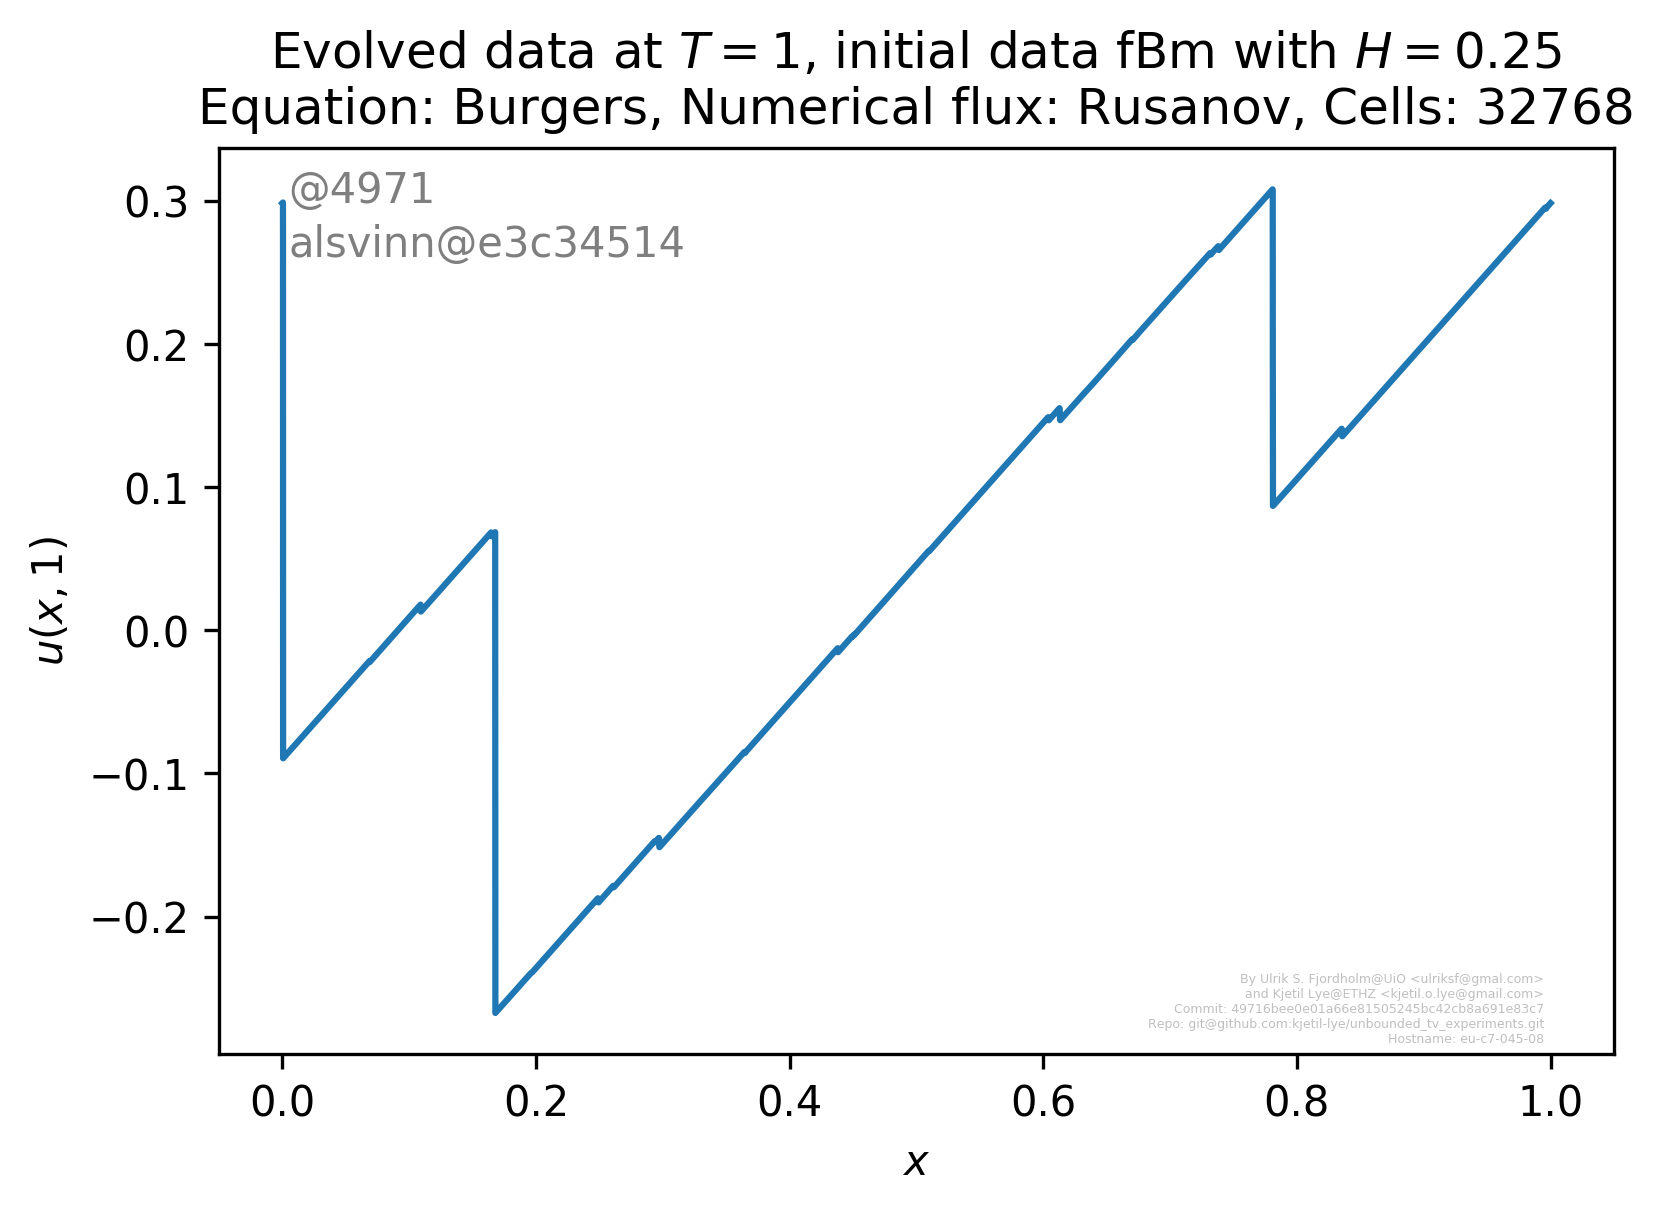 Evolved data at T = 1, initial data fBm with H = 0.25
Equation: Burgers, Numerical flux: Rusanov, Cells: 32768
@4971
alsvinn@e3c34514
0.3
0.2
0.1
0.0
−0.1
−0.2
u(x, 1)
By Ulrik S. Fjordholm@UiO <ulriksf@gmal.com>
and Kjetil Lye@ETHZ <kjetil.o.lye@gmail.com>
Commit: 49716bee0e01a66e81505245bc42cb8a691e83c7
Repo: git@github.com:kjetil-lye/unbounded_tv_experiments.git
Hostname: eu-c7-045-08
0.0 0.2 0.4 0.6 0.8 1.0
x